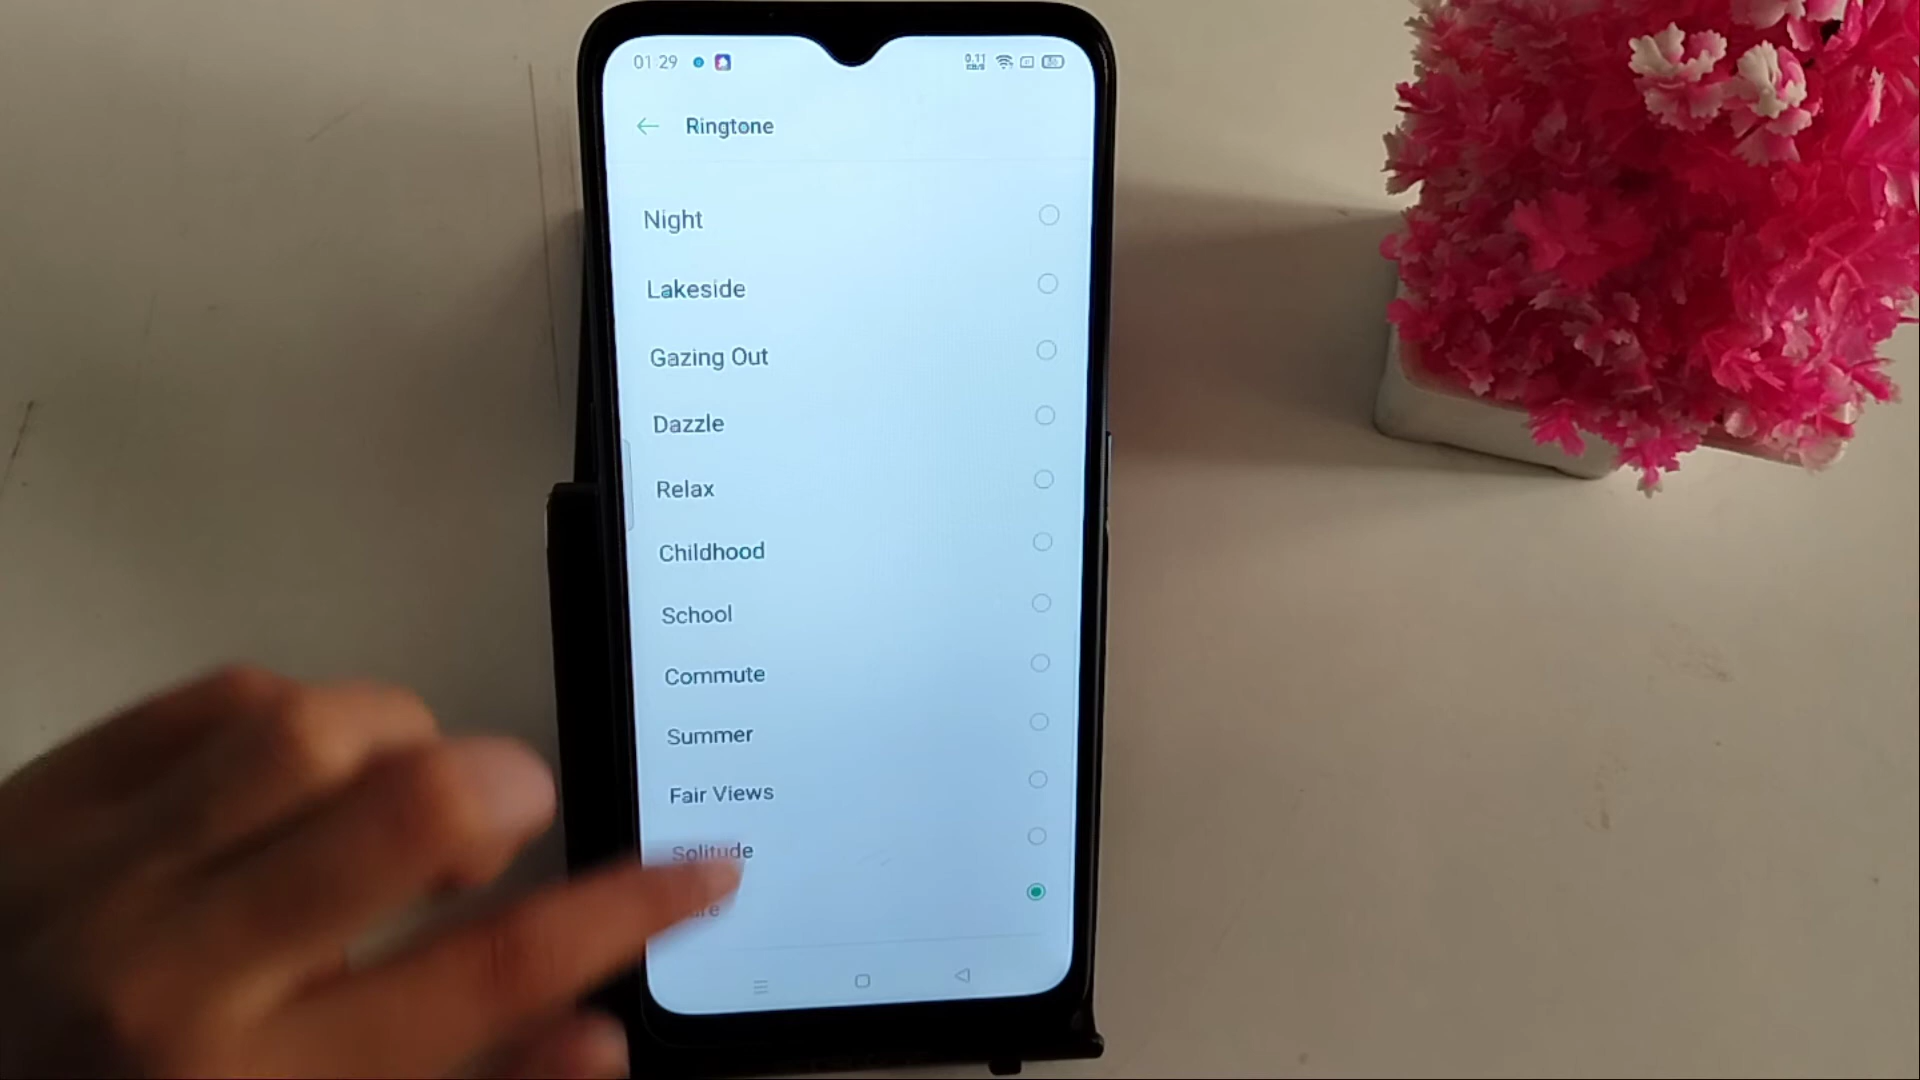 01:29
Ringtone
Night
Lakeside
Gazing Out
Dazzle
Relax
Childhood
School
Commute
Summer
Fair Views
Solitude